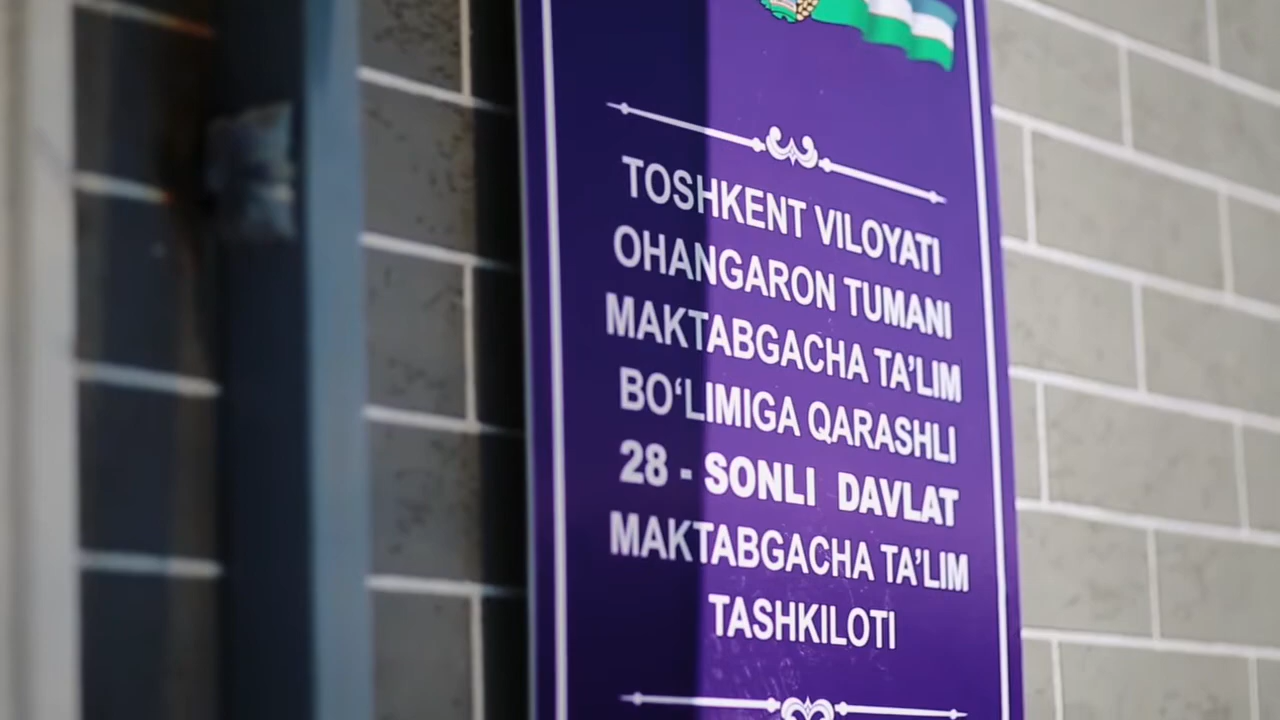 TOSHKENT VILOYATI
OHANGARON TUMANI
MAKTABGACHA TA’LIM
BO‘LIMIGA QARASHLI
28 - SONLI DAVLAT
MAKTABGACHA TA’LIM
TASHKILOTI